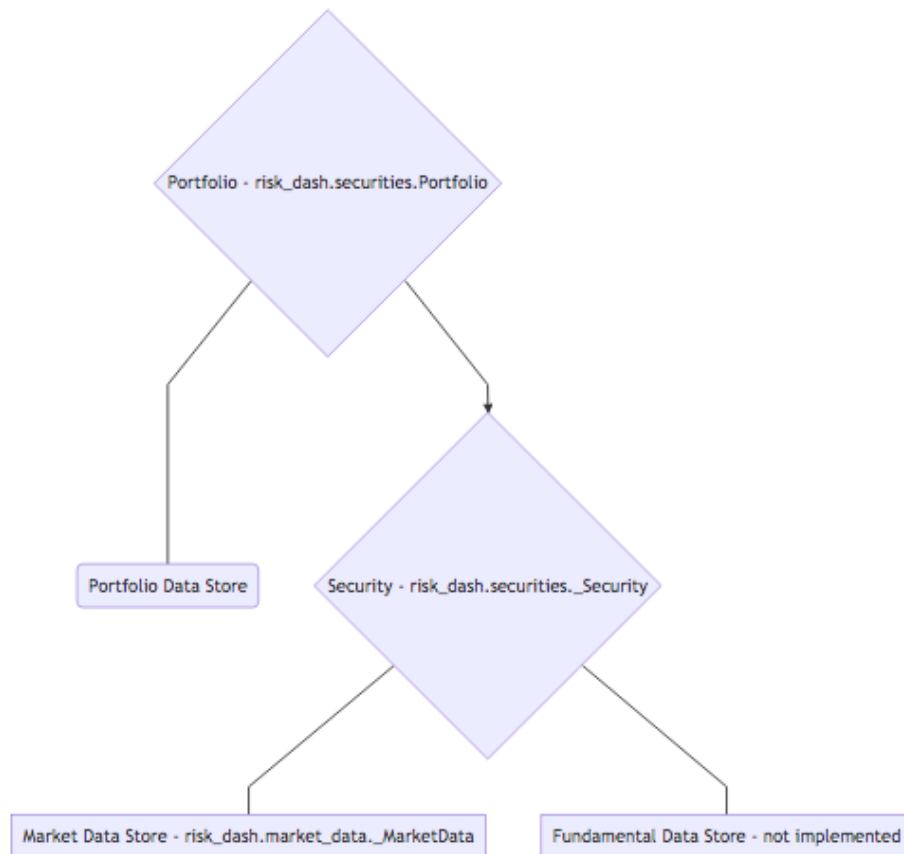 Portfolio - risk_dash.securities.Portfolio
Portfolio Data Store
Security - risk_dash.securities._Security
Market Data Store - risk_dash.market_data._MarketData
Fundamental Data Store - not implemented